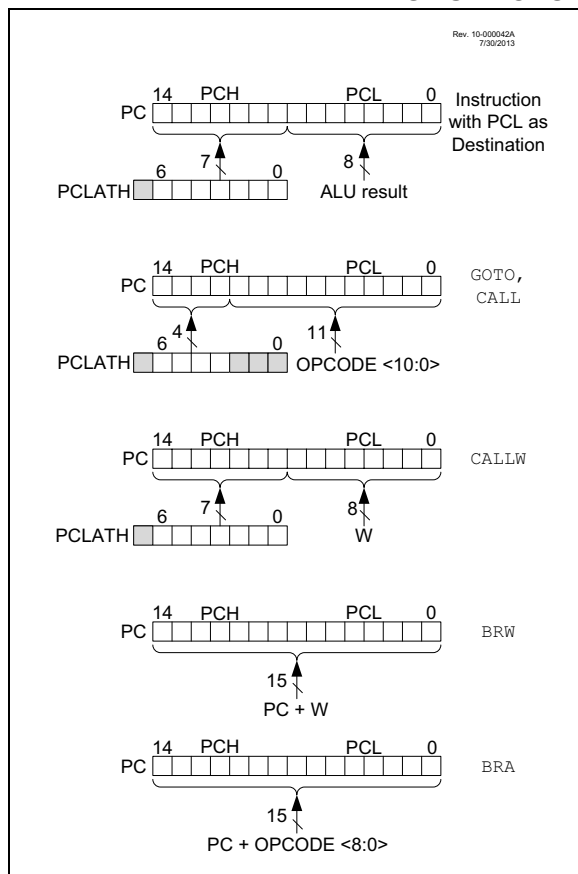 Rev. 10-000042A
7/30/2013
14 PCH PCL 0
PC
Instruction
with PCL as
Destination
7 8
6 0
PCLATH
ALU result
14 PCH PCL 0
PC
GOTO,
CALL
4 11
6 0
PCLATH
OPCODE <10:0>
14 PCH PCL 0
PC
CALLW
7 8
6 0
PCLATH
W
14 PCH PCL 0
PC
BRW
15
PC + W
14 PCH PCL 0
PC
BRA
15
PC + OPCODE <8:0>